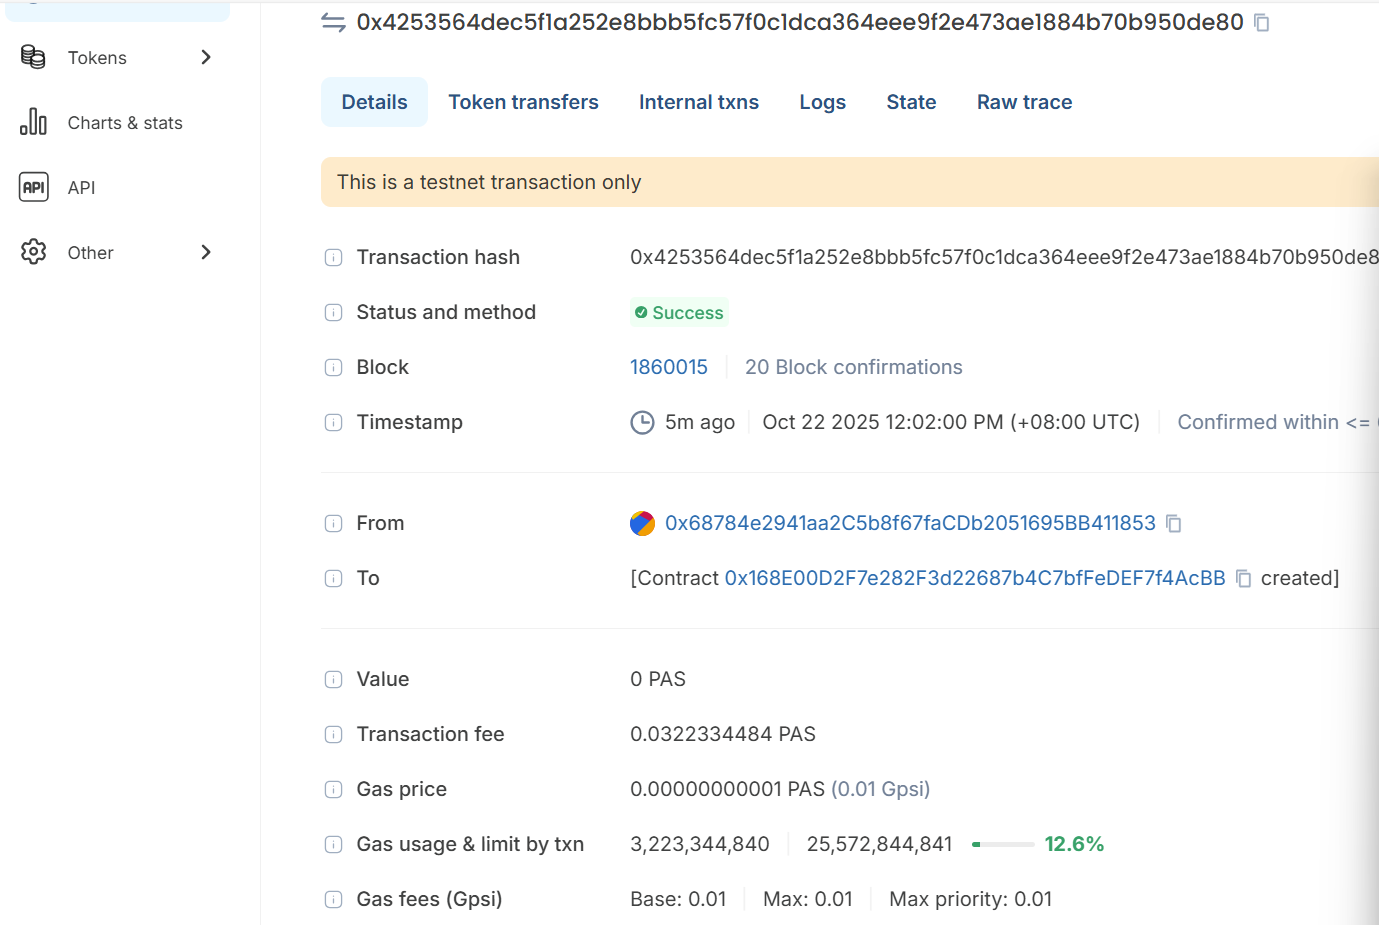 0x4253564dec5f1a252e8bbb5fc57f0c1dca364eee9f2e473ae1884b70b950de80
Tokens
Charts & stats
API
API
Other
Details Token transfers Internal txns Logs State Raw trace
This is a testnet transaction only
Transaction hash 0x4253564dec5f1a252e8bbb5fc57f0c1dca364eee9f2e473ae1884b70b950de8
Status and method Success
Block 1860015 20 Block confirmations
Timestamp 5m ago Oct 22 2025 12:02:00 PM (+08:00 UTC) Confirmed within <=
From 0x68784e2941aa2C5b8f67faCDb2051695BB411853
To [Contract 0x168E00D2F7e282F3d22687b4C7bfFeDEF7f4AcBB created]
Value 0 PAS
Transaction fee 0.0322334484 PAS
Gas price 0.00000000001 PAS (0.01 Gpsi)
Gas usage & limit by txn 3,223,344,840 25,572,844,841 12.6%
Gas fees (Gpsi) Base: 0.01 Max: 0.01 Max priority: 0.01